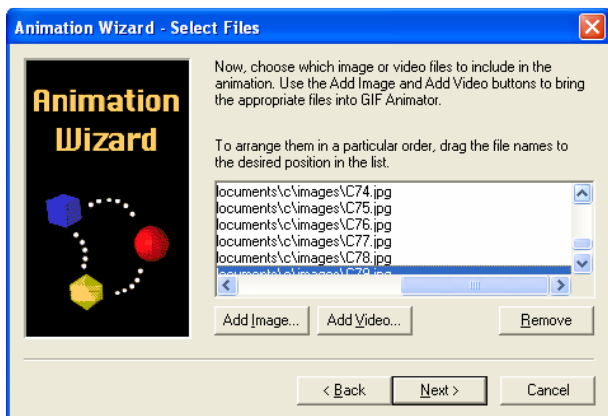 Animation Wizard - Select Files
Animation
Wizard
Now, choose which image or video files to include in the
animation. Use the Add Image and Add Video buttons to bring
the appropriate files into GIF Animator.
To arrange them in a particular order, drag the file names to
the desired position in the list.
locuments\c\images\C74.jpg
locuments\c\images\C75.jpg
locuments\c\images\C76.jpg
locuments\c\images\C77.jpg
locuments\c\images\C78.jpg
locuments\c\images\C79.jpg
Add Image...
Add Video...
Remove
< Back
Next >
Cancel